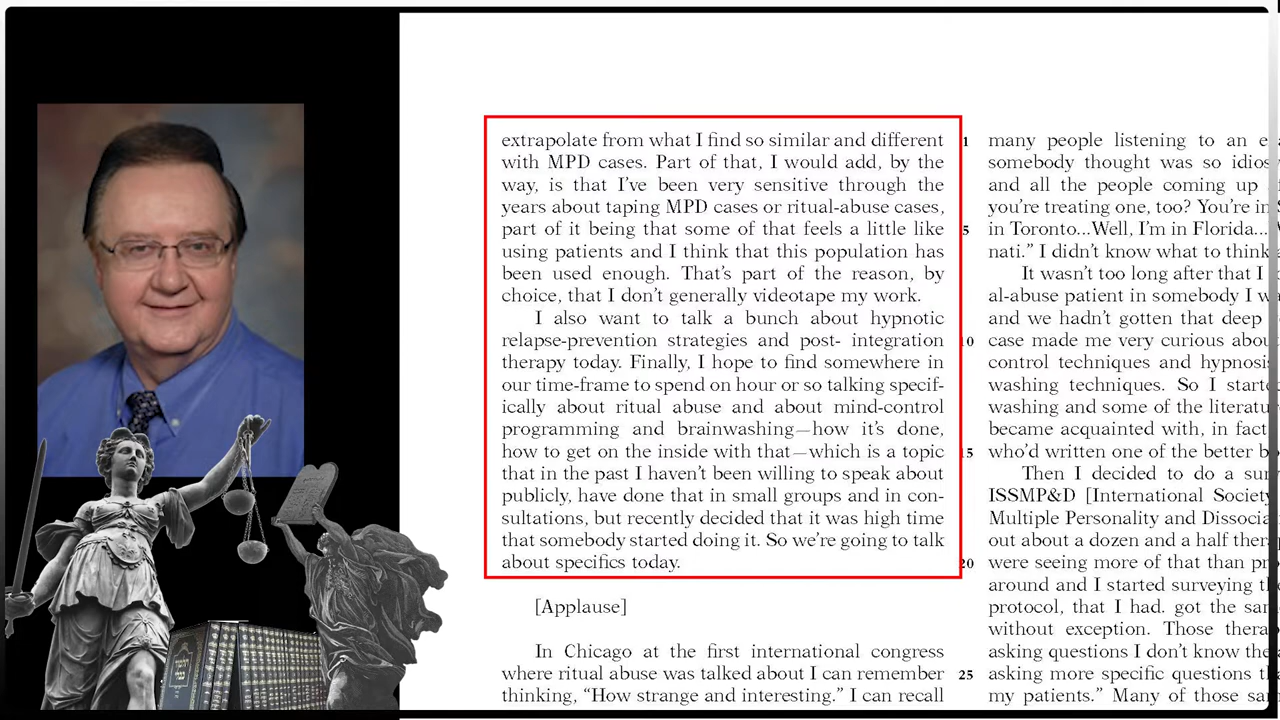 extrapolate from what I find so similar and different
with MPD cases. Part of that, I would add, by the
way, is that I've been very sensitive through the
years about taping MPD cases or ritual-abuse cases,
part of it being that some of that feels a little like
using patients and I think that this population has
been used enough. That's part of the reason, by
choice, that I don't generally videotape my work.
I also want to talk a bunch about hypnotic
relapse-prevention strategies and post- integration
therapy today. Finally, I hope to find somewhere in
our time-frame to spend on hour or so talking specif-
ically about ritual abuse and about mind-control
programming and brainwashing—how it's done,
how to get on the inside with that—which is a topic
that in the past I haven't been willing to speak about
publicly, have done that in small groups and in con-
sultations, but recently decided that it was high time
that somebody started doing it. So we're going to talk
about specifics today.
[Applause]
In Chicago at the first international congress
where ritual abuse was talked about I can remember
thinking, "How strange and interesting." I can recall
1
5
10
15
20
25
many people listening to an
somebody thought was so
and all the people coming up
you're treating one, too? You're in
in Toronto...Well, I'm in Florida...
nati." I didn't know what to think
It wasn't too long after that I
al-abuse patient in somebody I
and we hadn't gotten that deep
case made me very curious
control techniques and hypnosis
washing techniques. So I
washing and some of the
became acquainted with, in fact,
who'd written one of the better
Then I decided to do a
ISSMP&D [International Society
Multiple Personality and
out about a dozen and a half
were seeing more of that than
around and I started surveying
protocol, that I had. got the
without exception. Those
asking questions I don't know
asking more specific questions
my patients." Many of those